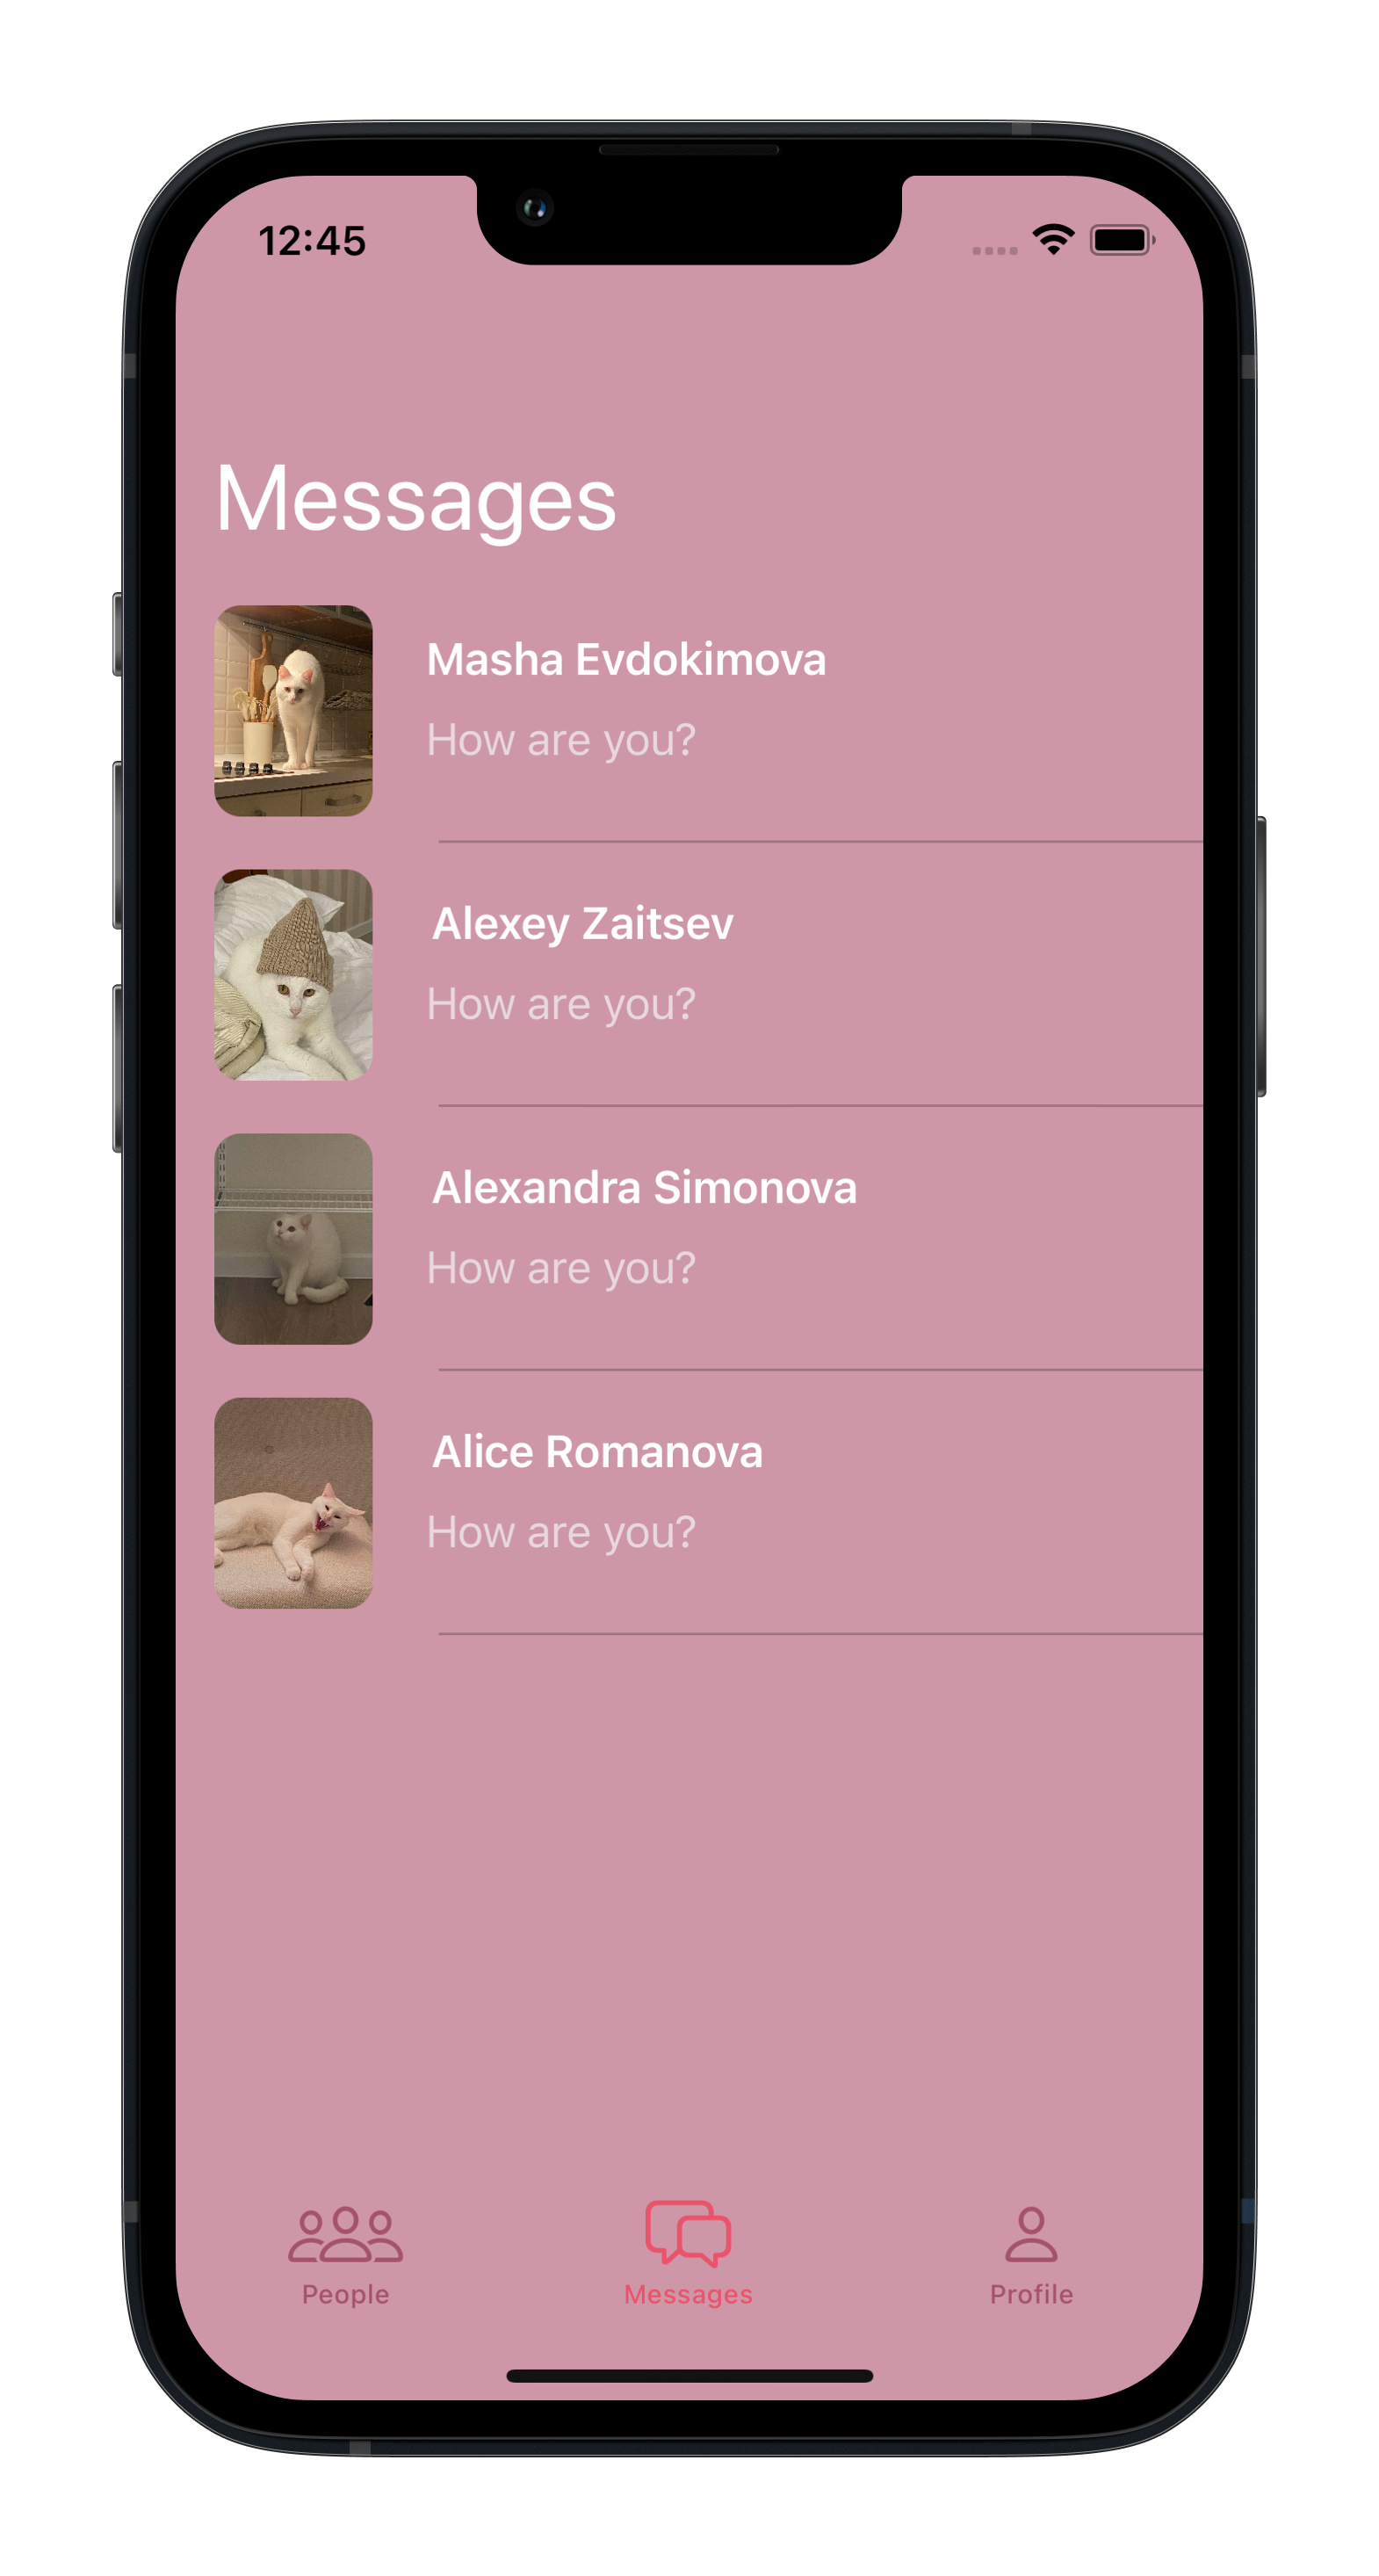 12:45
Messages
Masha Evdokimova
How are you?
Alexey Zaitsev
How are you?
Alexandra Simonova
How are you?
Alice Romanova
How are you?
People
Messages
Profile